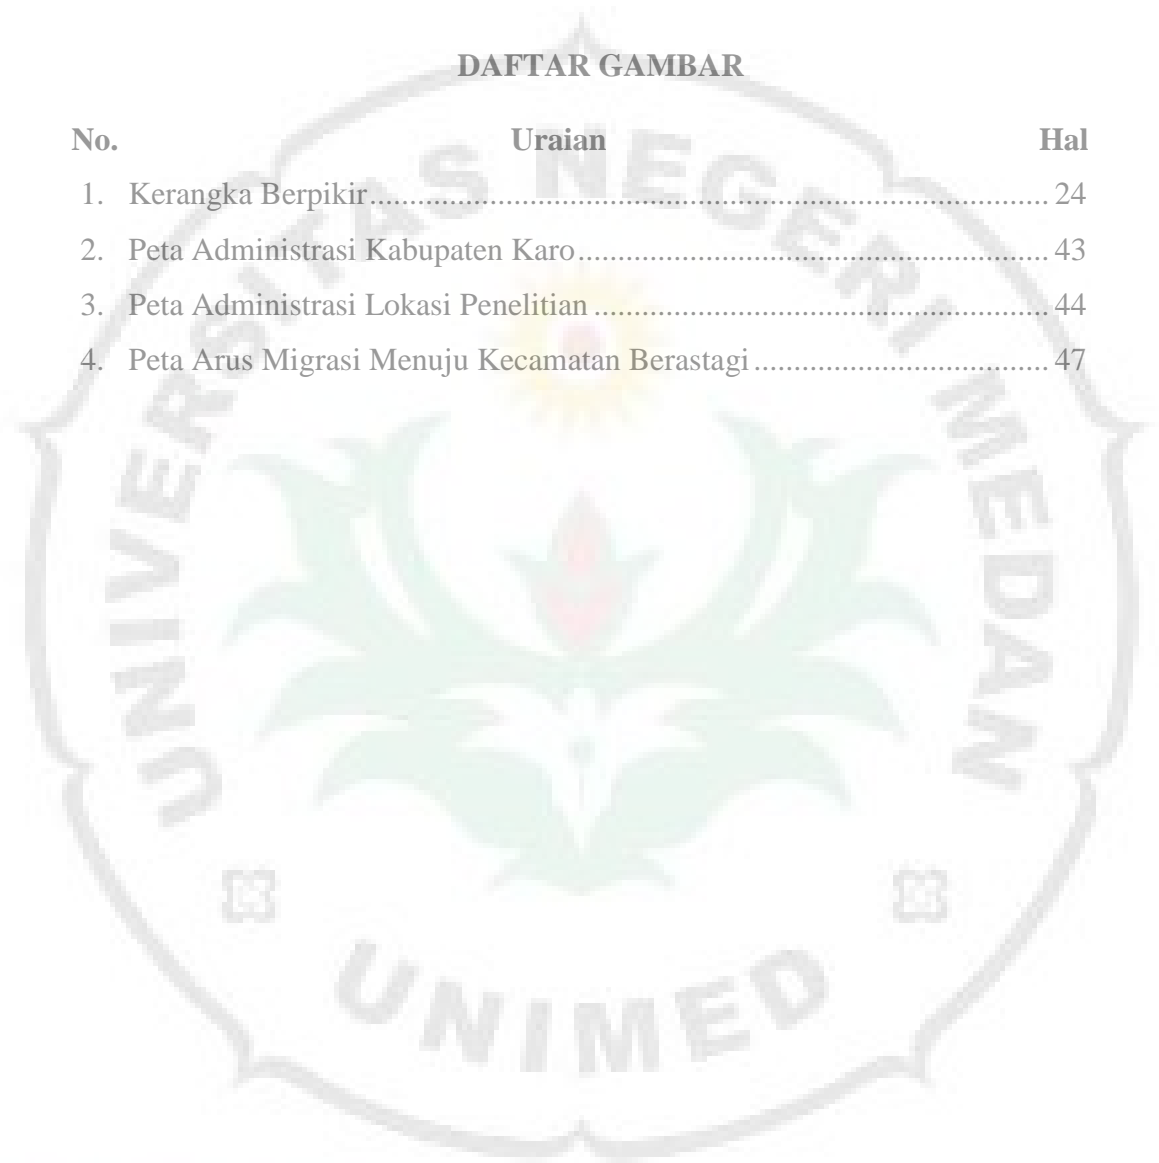 DAFTAR GAMBAR
No. Uraian Hal
1. Kerangka Berpikir.................................................................................... 24
2. Peta Administrasi Kabupaten Karo.......................................................... 43
3. Peta Administrasi Lokasi Penelitian ........................................................ 44
4. Peta Arus Migrasi Menuju Kecamatan Berastagi.................................... 47
UNIVERSITAS NEGERI MEDAN
UNIMED